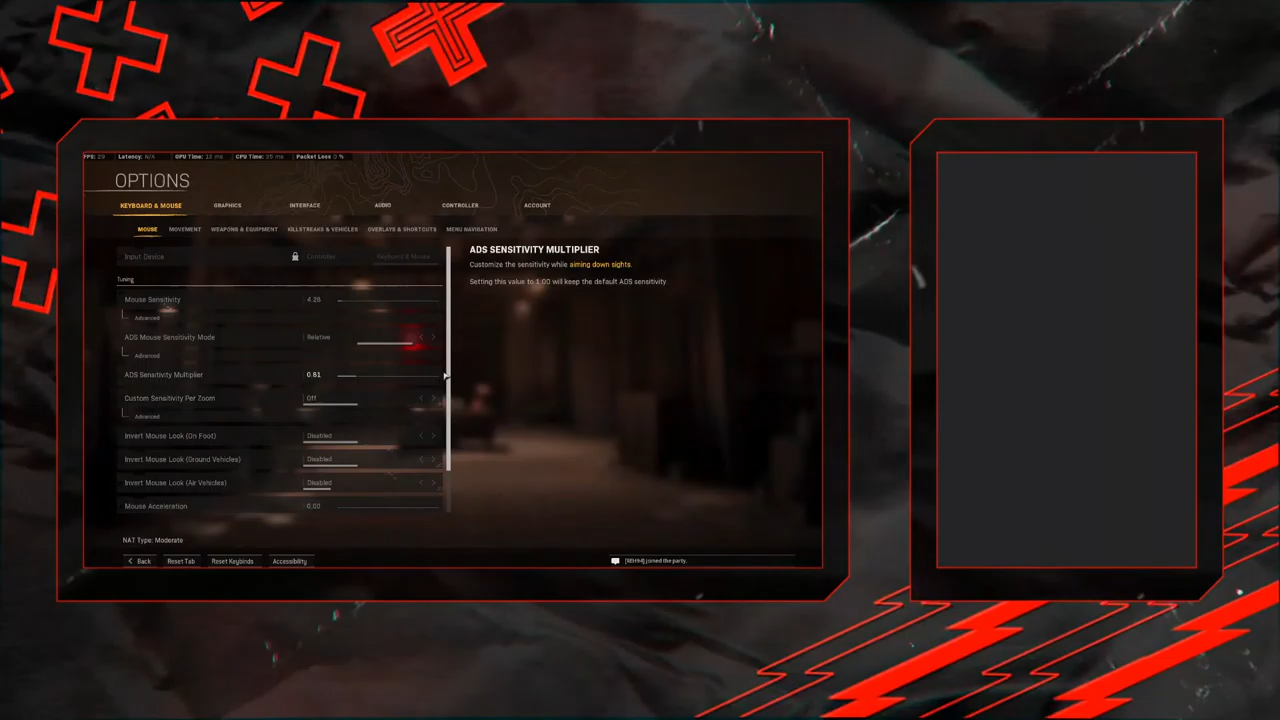 FPS: 29 Latency: N/A GPU Time: 13 ms CPU Time: 35 ms Packet Loss 0 %
OPTIONS
KEYBOARD & MOUSE GRAPHICS INTERFACE AUDIO CONTROLLER ACCOUNT
MOUSE MOVEMENT WEAPONS & EQUIPMENT KILLSTREAKS & VEHICLES OVERLAYS & SHORTCUTS MENU NAVIGATION
Input Device Controller Keyboard & Mouse
Tuning
Mouse Sensitivity 4.28
Advanced
ADS Mouse Sensitivity Mode Relative
Advanced
ADS Sensitivity Multiplier 0.81
Custom Sensitivity Per Zoom Off
Advanced
Invert Mouse Look (On Foot) Disabled
Invert Mouse Look (Ground Vehicles) Disabled
Invert Mouse Look (Air Vehicles) Disabled
Mouse Acceleration 0.00
ADS SENSITIVITY MULTIPLIER
Customize the sensitivity while aiming down sights.
Setting this value to 1.00 will keep the default ADS sensitivity
NAT Type: Moderate
Back Reset Tab Reset Keybinds Accessibility
joined the party.